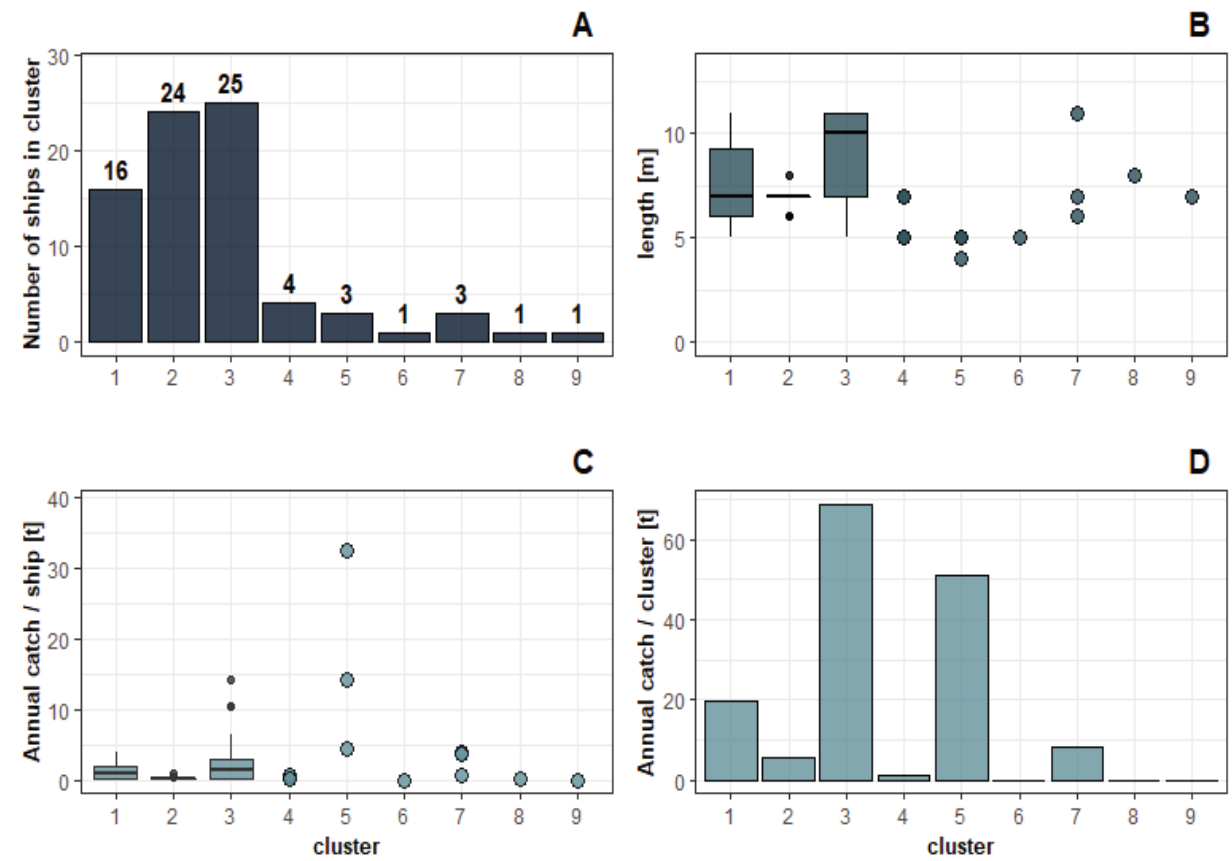 A
Number of ships in cluster
30
20
10
0
16
24
25
4
3
1
3
1
1
1 2 3 4 5 6 7 8 9
B
length [m]
10
5
0
1 2 3 4 5 6 7 8 9
C
Annual catch / ship [t]
40
30
20
10
0
1 2 3 4 5 6 7 8 9
cluster
D
Annual catch / cluster [t]
60
40
20
0
1 2 3 4 5 6 7 8 9
cluster